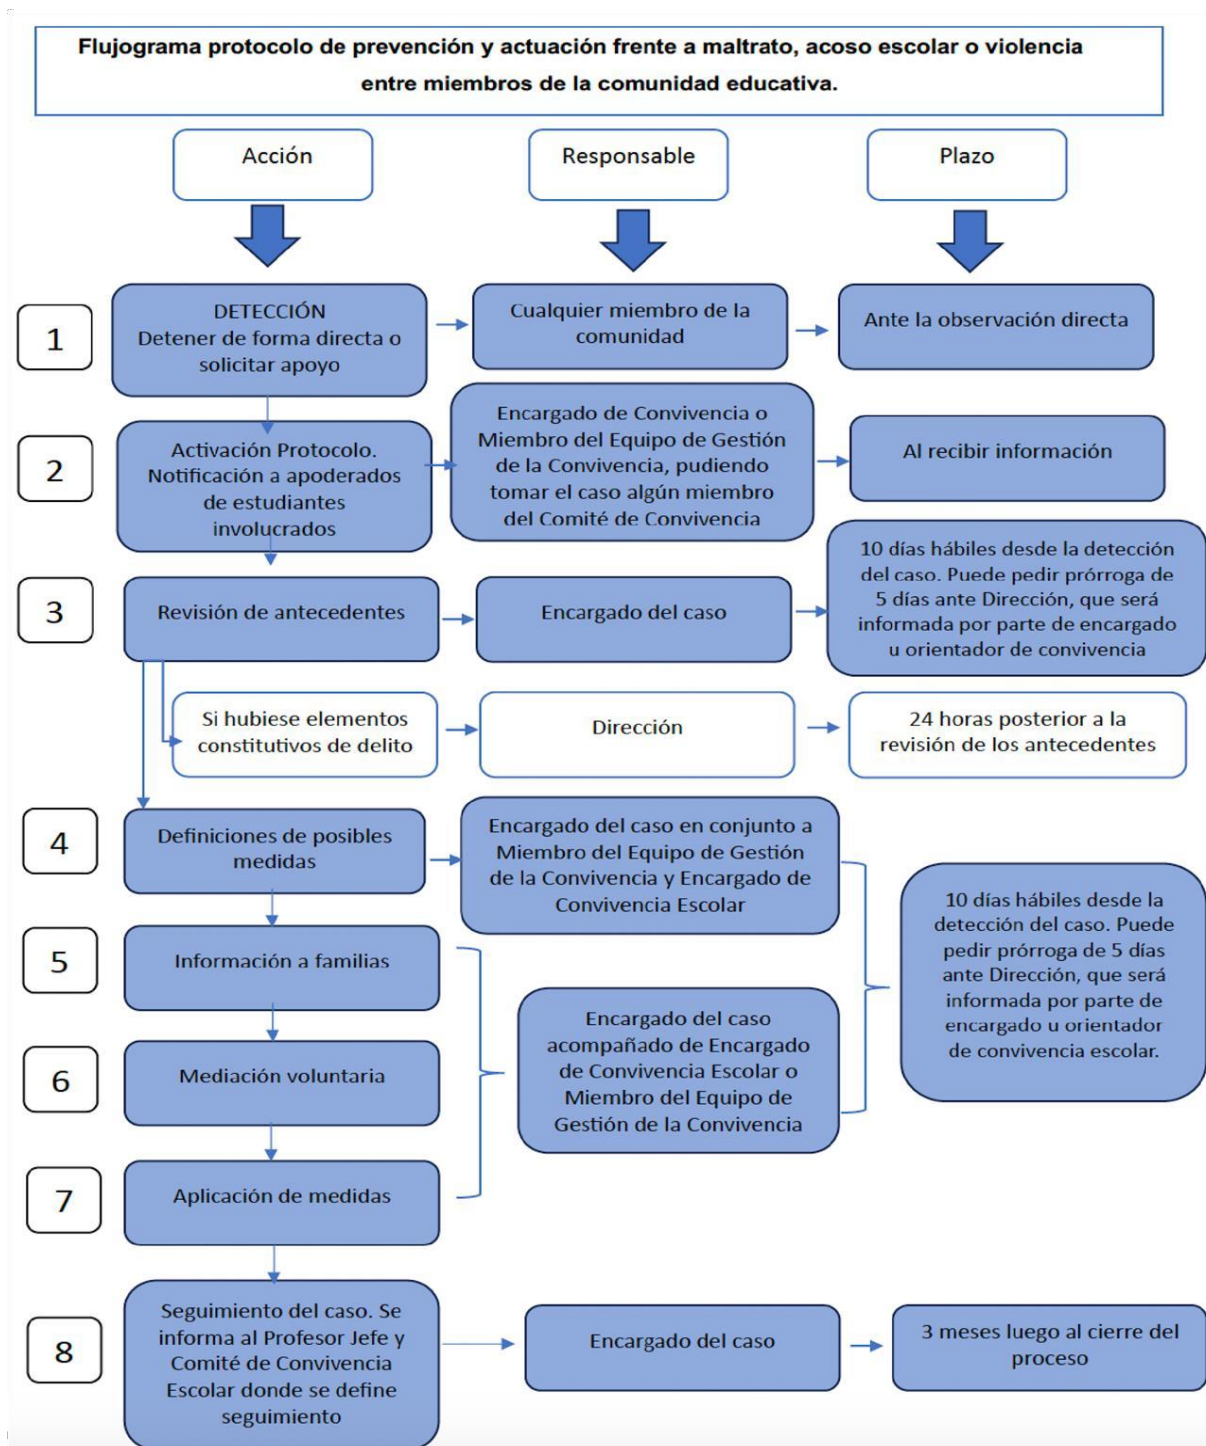 Flujograma protocolo de prevención y actuación frente a maltrato, acoso escolar o violencia
entre miembros de la comunidad educativa.
Acción
Responsable
Plazo
1
DETECCIÓN
Detener de forma directa o
solicitar apoyo
Cualquier miembro de la
comunidad
Ante la observación directa
2
Activación Protocolo.
Notificación a apoderados
de estudiantes
involucrados
Encargado de Convivencia o
Miembro del Equipo de Gestión
de la Convivencia, pudiendo
tomar el caso algún miembro
del Comité de Convivencia
Al recibir información
3
Revisión de antecedentes
Encargado del caso
10 días hábiles desde la detección
del caso. Puede pedir prórroga de
5 días ante Dirección, que será
informada por parte de encargado
u orientador de convivencia
Si hubiese elementos
constitutivos de delito
Dirección
24 horas posterior a la
revisión de los antecedentes
4
Definiciones de posibles
medidas
Encargado del caso en conjunto a
Miembro del Equipo de Gestión
de la Convivencia y Encargado de
Convivencia Escolar
10 días hábiles desde la
detección del caso. Puede
pedir prórroga de 5 días
ante Dirección, que será
informada por parte de
encargado u orientador
de convivencia escolar.
5
Información a familias
Encargado del caso
acompañado de Encargado
de Convivencia Escolar o
Miembro del Equipo de
Gestión de la Convivencia
6
Mediación voluntaria
7
Aplicación de medidas
8
Seguimiento del caso. Se
informa al Profesor Jefe y
Comité de Convivencia
Escolar donde se define
seguimiento
Encargado del caso
3 meses luego al cierre del
proceso